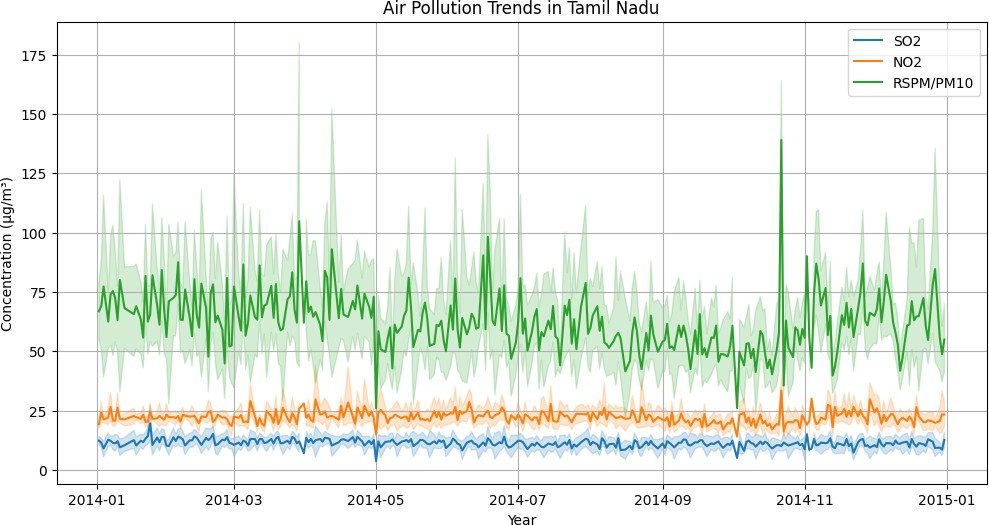 Air Pollution Trends in Tamil Nadu
SO2
NO2
RSPM/PM10
Concentration (µg/m³)
175
150
125
100
75
50
25
0
2014-01
2014-03
2014-05
2014-07
2014-09
2014-11
2015-01
Year